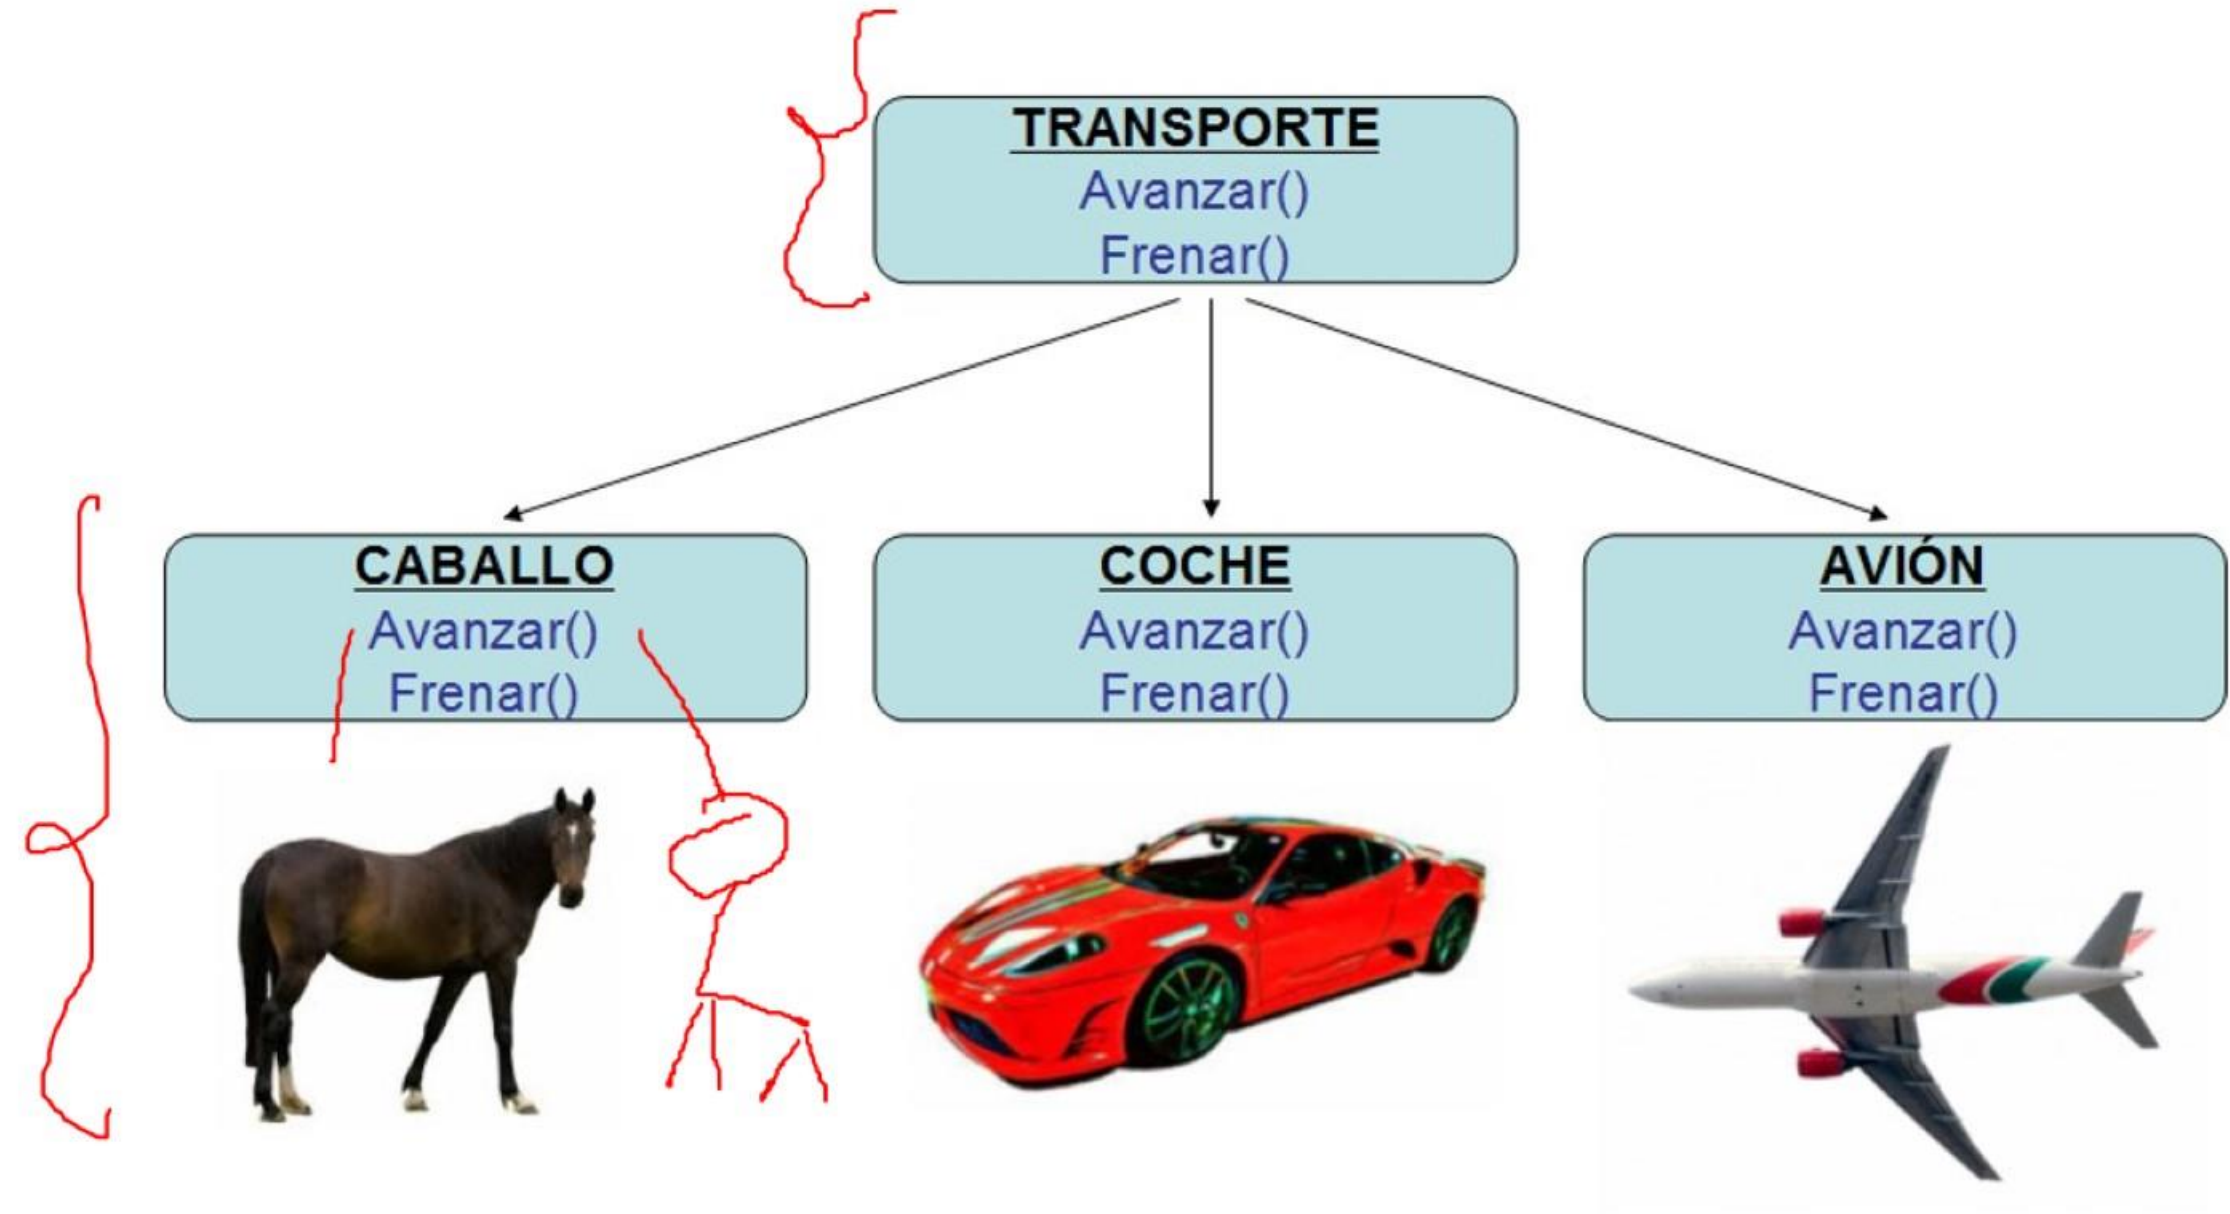 TRANSPORTE
Avanzar()
Frenar()
CABALLO
Avanzar()
Frenar()
COCHE
Avanzar()
Frenar()
AVIÓN
Avanzar()
Frenar()